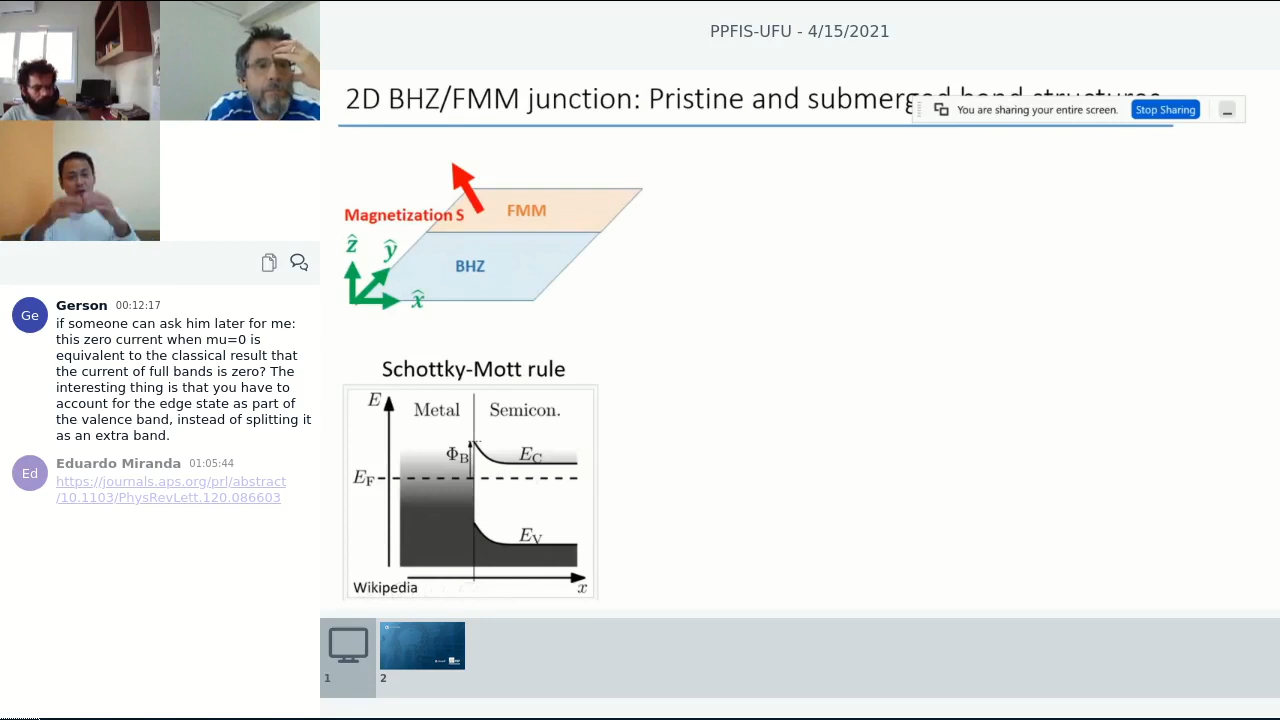 PPFIS-UFU - 4/15/2021
2D BHZ/FMM junction: Pristine and submerged band structures
You are sharing your entire screen.
Stop Sharing
Magnetization S
FMM
BHZ
ẑ
ŷ
x̂
Schottky-Mott rule
E
Metal
Semicon.
Φ_B
E_C
E_F
E_V
Wikipedia
x
Ge
Gerson 00:12:17
if someone can ask him later for me:
this zero current when mu=0 is
equivalent to the classical result that
the current of full bands is zero? The
interesting thing is that you have to
account for the edge state as part of
the valence band, instead of splitting it
as an extra band.
Ed
Eduardo Miranda 01:05:44
https://journals.aps.org/prl/abstract
/10.1103/PhysRevLett.120.086603
1
2